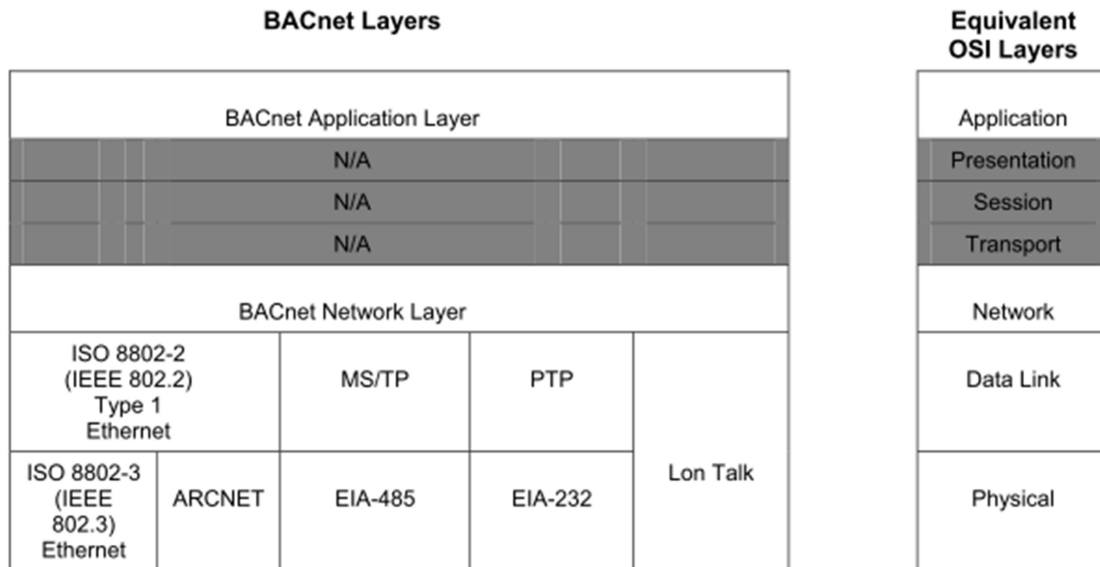 BACnet Layers
Equivalent
OSI Layers
BACnet Application Layer
Application
N/A
Presentation
N/A
Session
N/A
Transport
BACnet Network Layer
Network
ISO 8802-2
(IEEE 802.2)
Type 1
Ethernet
MS/TP
PTP
Lon Talk
Data Link
ISO 8802-3
(IEEE
802.3)
Ethernet
ARCNET
EIA-485
EIA-232
Physical